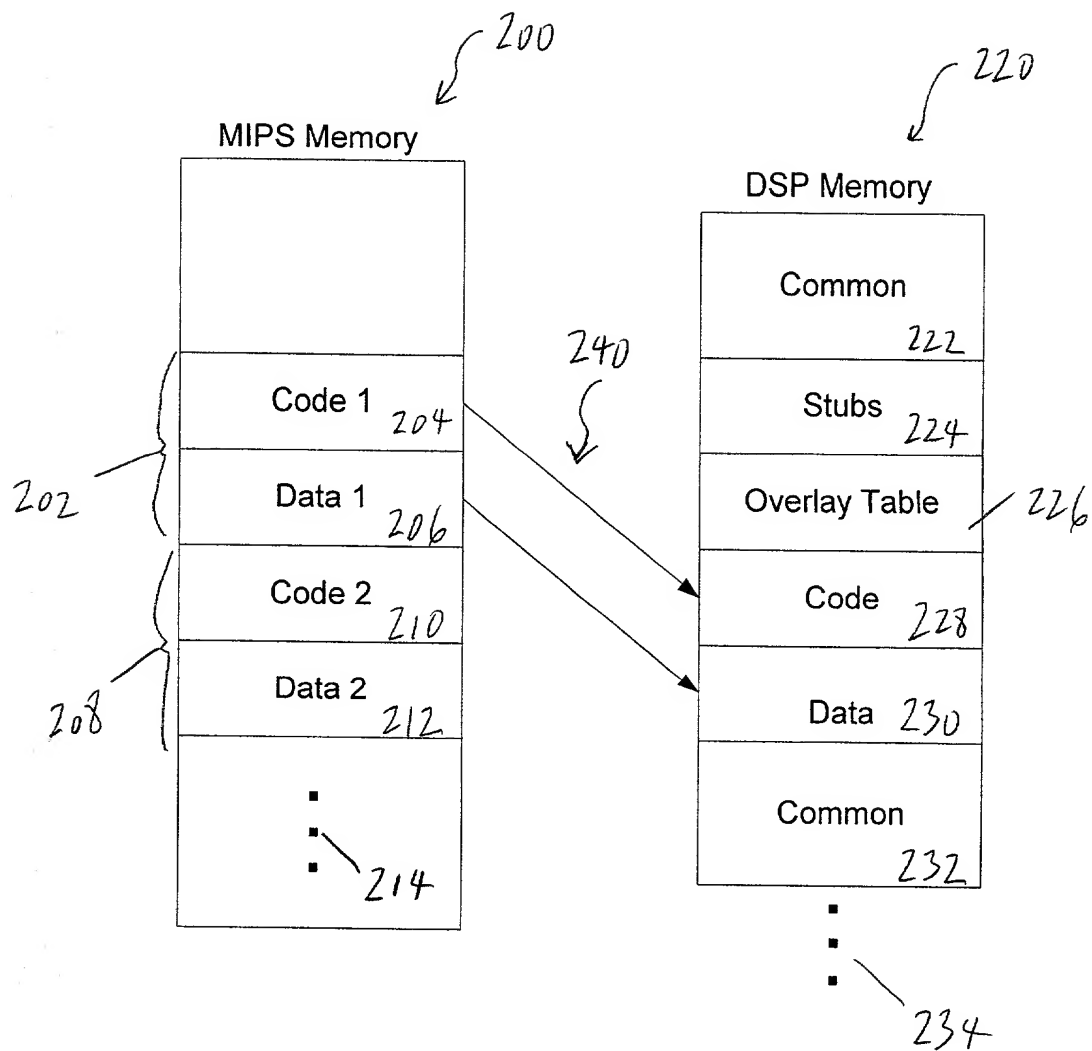 200
MIPS Memory
Code 1
204
Data 1
206
202
Code 2
210
Data 2
212
208
214
240
220
DSP Memory
Common
222
Stubs
224
Overlay Table
226
Code
228
Data
230
Common
232
234